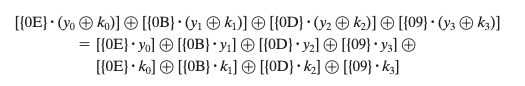 [{0E} · (y₀ ⊕ k₀)] ⊕ [{0B} · (y₁ ⊕ k₁)] ⊕ [{0D} · (y₂ ⊕ k₂)] ⊕ [{09} · (y₃ ⊕ k₃)]
= [{0E} · y₀] ⊕ [{0B} · y₁] ⊕ [{0D} · y₂] ⊕ [{09} · y₃] ⊕
[{0E} · k₀] ⊕ [{0B} · k₁] ⊕ [{0D} · k₂] ⊕ [{09} · k₃]